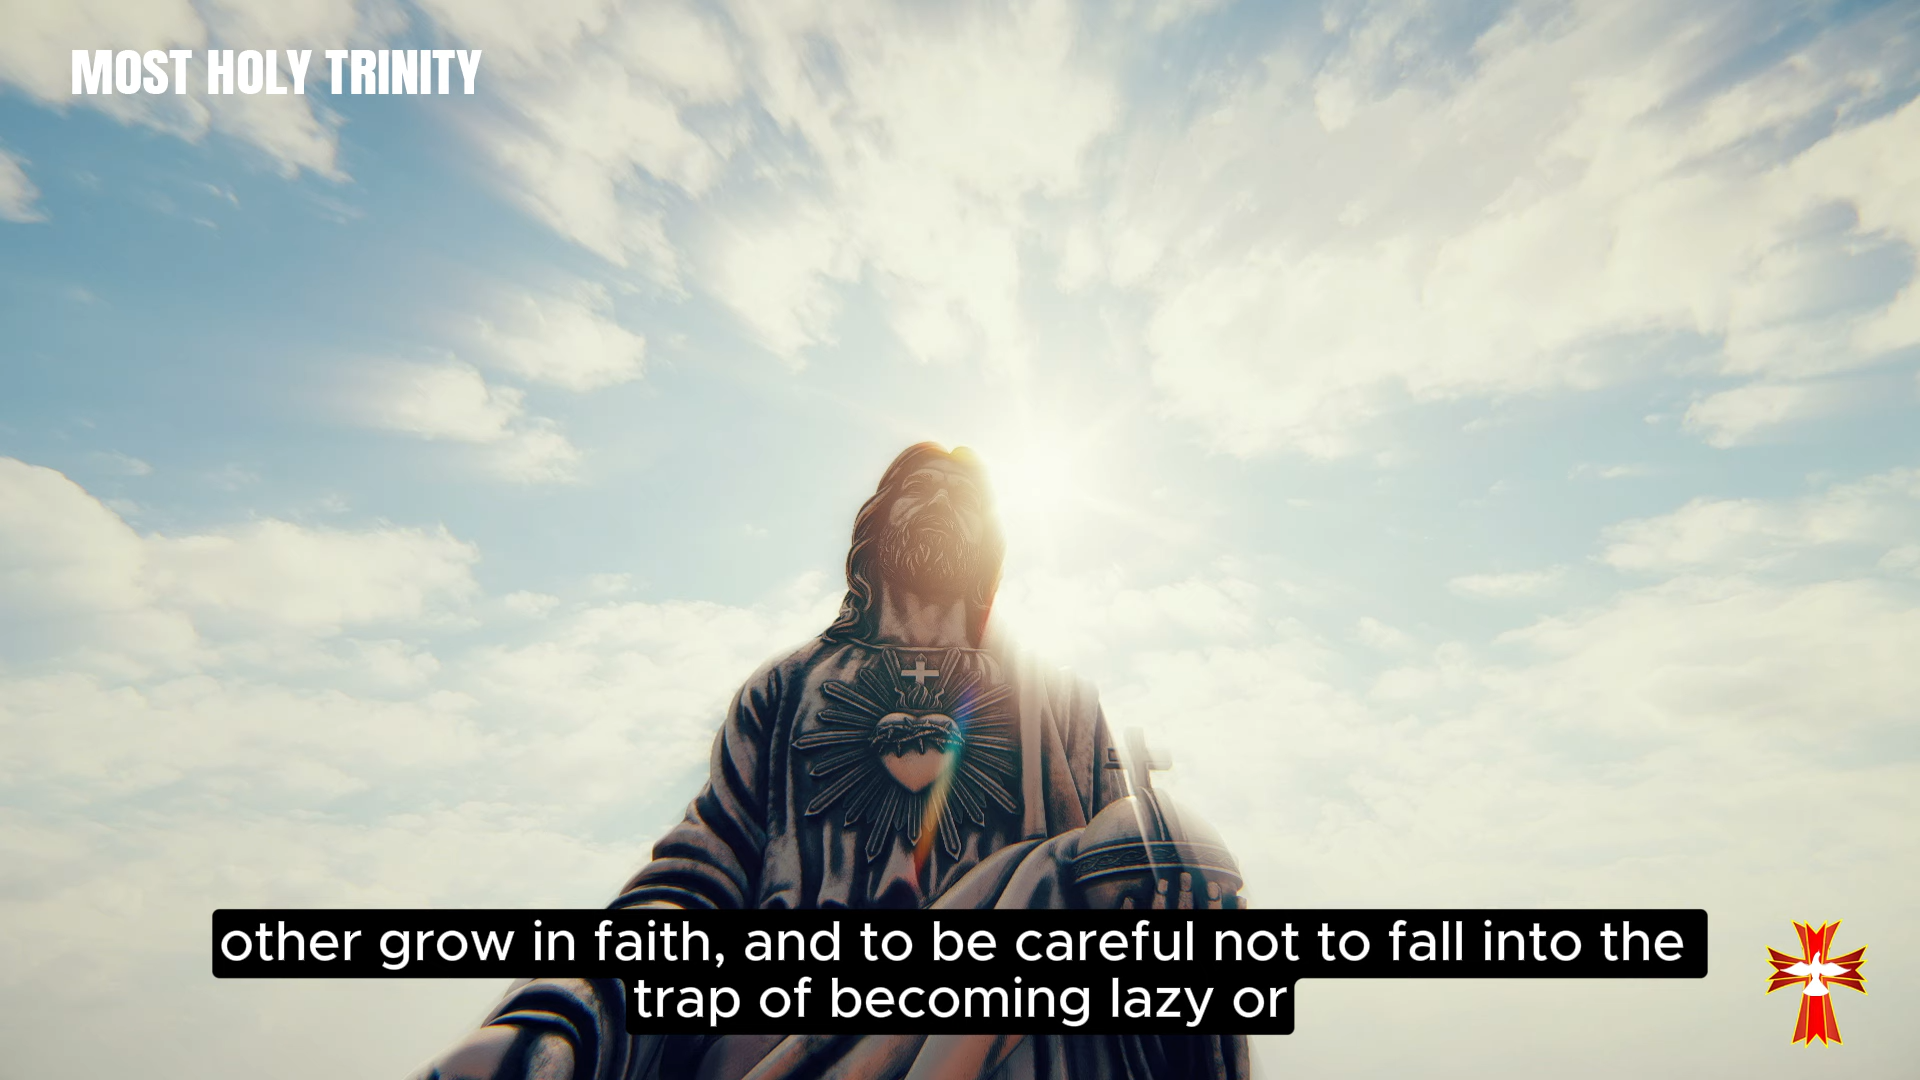 MOST HOLY TRINITY
other grow in faith, and to be careful not to fall into the
trap of becoming lazy or